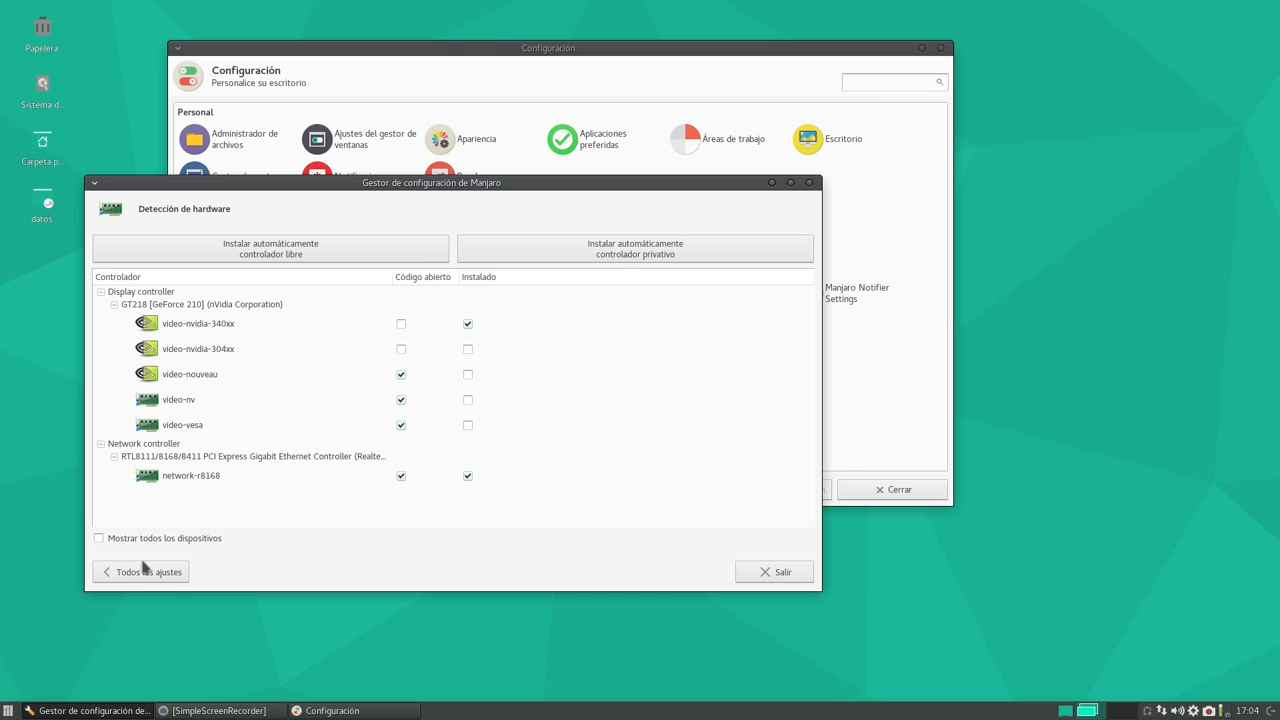 Papelera
Sistema d...
Carpeta p...
datos
Configuración
Configuración
Personalice su escritorio
Personal
Administrador de
archivos
Ajustes del gestor de
ventanas
Apariencia
Aplicaciones
preferidas
Áreas de trabajo
Escritorio
Manjaro Notifier
Settings
Cerrar
Gestor de configuración de Manjaro
Detección de hardware
Instalar automáticamente
controlador libre
Instalar automáticamente
controlador privativo
Controlador Código abierto Instalado
Display controller
GT218 [GeForce 210] (nVidia Corporation)
video-nvidia-340xx
video-nvidia-304xx
video-nouveau
video-nv
video-vesa
Network controller
RTL8111/8168/8411 PCI Express Gigabit Ethernet Controller (Realte...
network-r8168
Mostrar todos los dispositivos
Todos ajustes
Salir
Gestor de configuración de... [SimpleScreenRecorder] Configuración 17:04